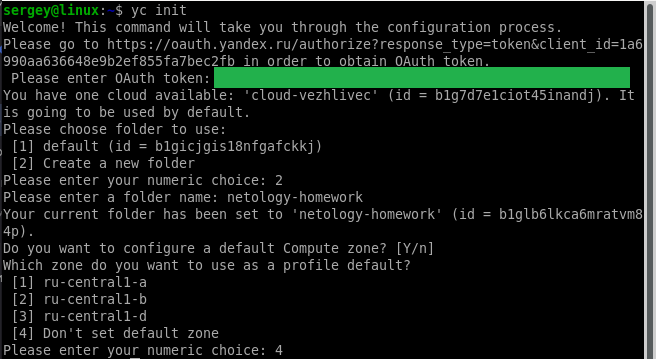 sergey@linux:~$ yc init
Welcome! This command will take you through the configuration process.
Please go to https://oauth.yandex.ru/authorize?response_type=token&client_id=1a6
990aa636648e9b2ef855fa7bec2fb in order to obtain OAuth token.
Please enter OAuth token:
You have one cloud available: 'cloud-vezhlivec' (id = b1g7d7e1ciot45inandj). It
is going to be used by default.
Please choose folder to use:
[1] default (id = b1gicjgis18nfgafckkj)
[2] Create a new folder
Please enter your numeric choice: 2
Please enter a folder name: netology-homework
Your current folder has been set to 'netology-homework' (id = b1glb6lkca6mratvm8
4p).
Do you want to configure a default Compute zone? [Y/n]
Which zone do you want to use as a profile default?
[1] ru-central1-a
[2] ru-central1-b
[3] ru-central1-d
[4] Don't set default zone
Please enter your numeric choice: 4